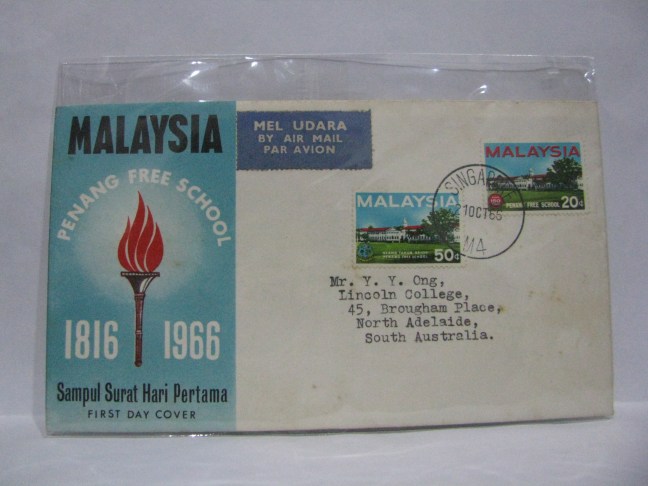 MALAYSIA
PENANG FREE SCHOOL
1816 1966
Sampul Surat Hari Pertama
FIRST DAY COVER
MEL UDARA
BY AIR MAIL
PAR AVION
MALAYSIA
PENANG FREE SCHOOL
20¢
MALAYSIA
50¢
Mr. Y. Y. Ong,
Lincoln College,
45, Brougham Place,
North Adelaide,
South Australia.